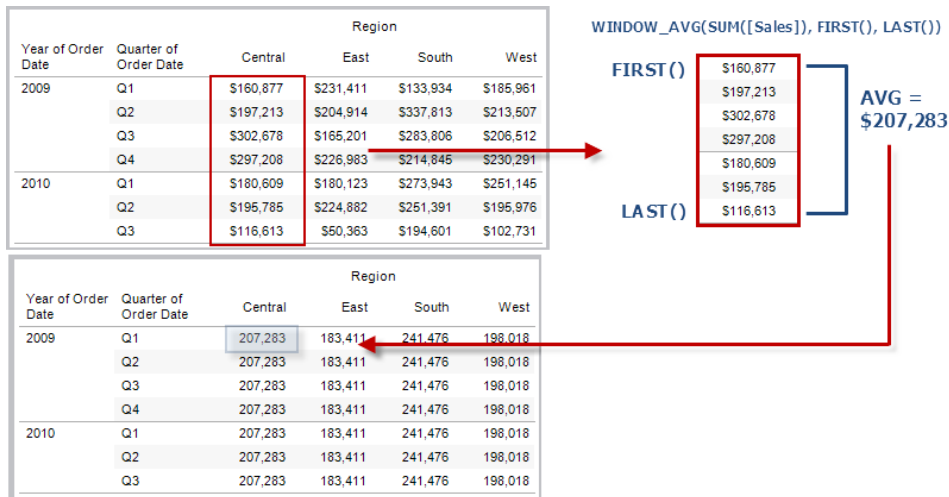 Region
Year of Order Date Quarter of Order Date Central East South West
2009 Q1 $160,877 $231,411 $133,934 $185,961
Q2 $197,213 $204,914 $337,813 $213,507
Q3 $302,678 $165,201 $283,806 $206,512
Q4 $297,208 $226,983 $214,845 $230,291
2010 Q1 $180,609 $180,123 $273,943 $251,145
Q2 $195,785 $224,882 $251,391 $195,976
Q3 $116,613 $50,363 $194,601 $102,731
WINDOW_AVG(SUM([Sales]), FIRST(), LAST())
FIRST() $160,877
$197,213
$302,678
$297,208
$180,609
$195,785
LAST() $116,613
AVG =
$207,283
Region
Year of Order Date Quarter of Order Date Central East South West
2009 Q1 207,283 183,411 241,476 198,018
Q2 207,283 183,411 241,476 198,018
Q3 207,283 183,411 241,476 198,018
Q4 207,283 183,411 241,476 198,018
2010 Q1 207,283 183,411 241,476 198,018
Q2 207,283 183,411 241,476 198,018
Q3 207,283 183,411 241,476 198,018